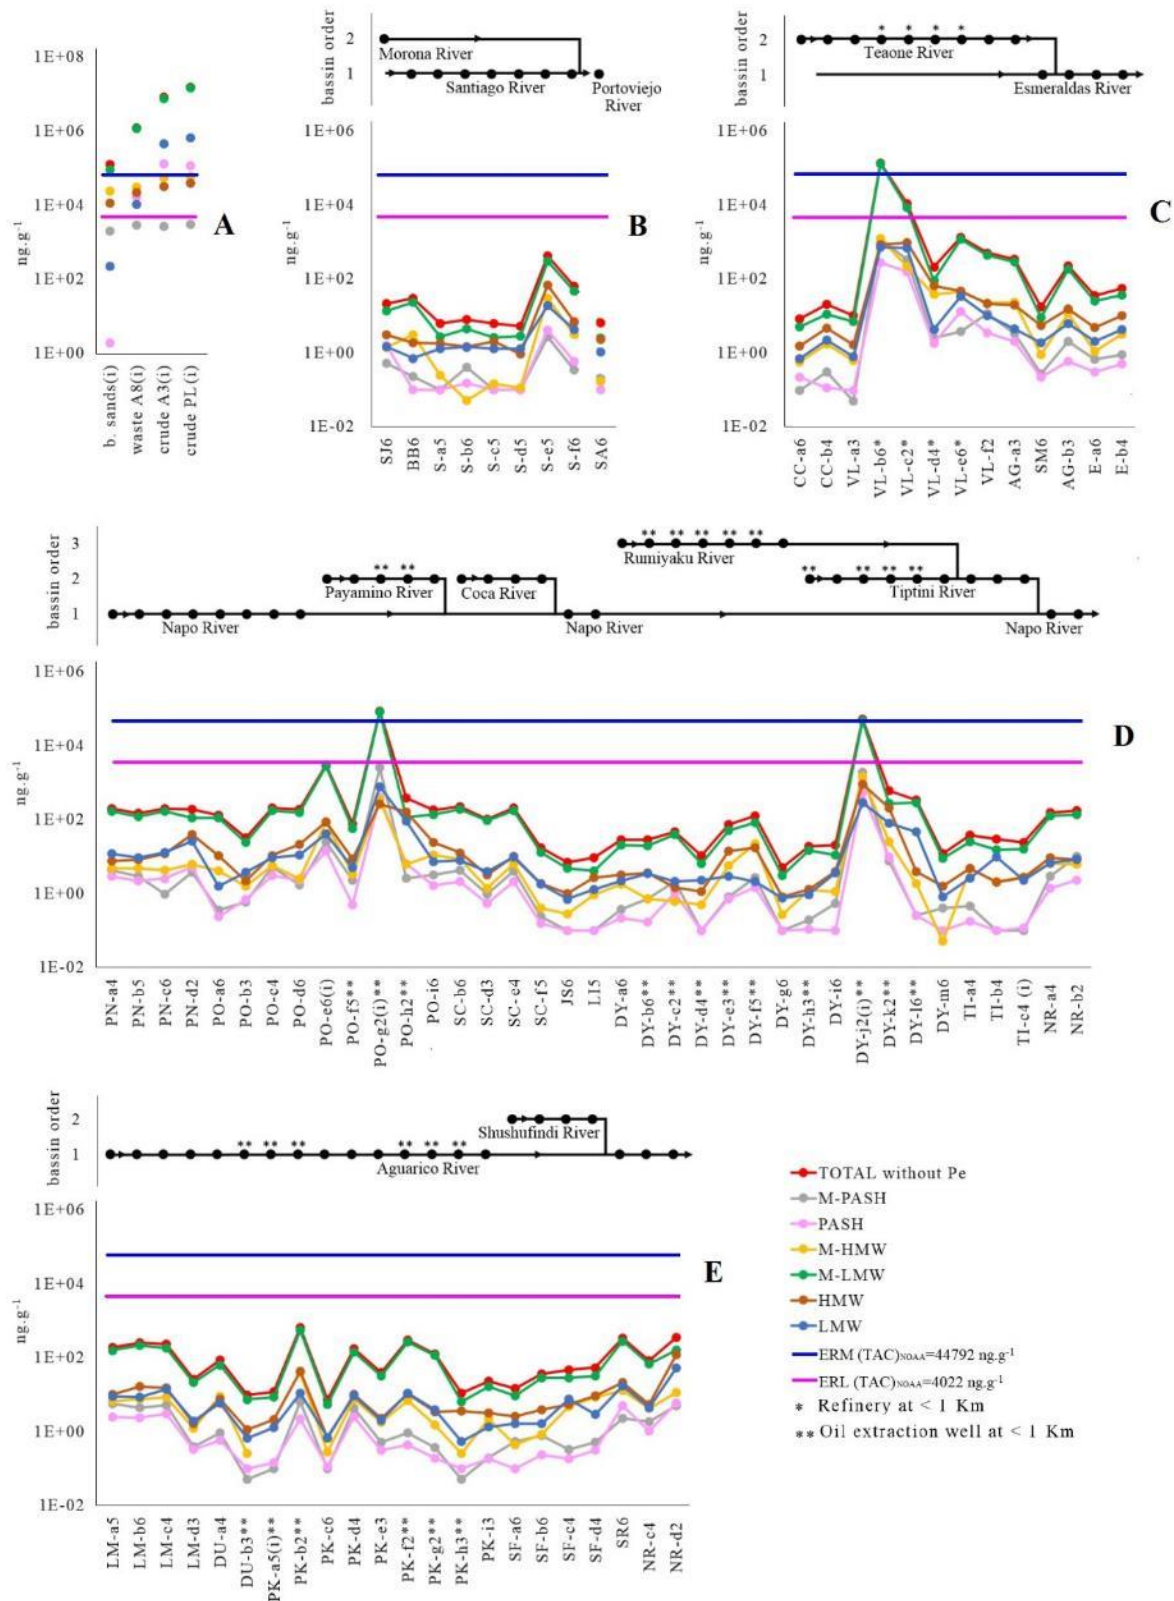 A
ng.g-1
1E+08
1E+06
1E+04
1E+02
1E+00
b. sands(i)
waste A8(i)
crude A3(i)
crude PL(i)
B
bassin order
2
1
Morona River
Santiago River
Portoviejo
River
ng.g-1
1E+06
1E+04
1E+02
1E+00
1E-02
SJ6
BB6
S-a5
S-b6
S-c5
S-d5
S-e5
S-f6
SA6
C
bassin order
2
1
* * * *
Teaone River
Esmeraldas River
ng.g-1
1E+06
1E+04
1E+02
1E+00
1E-02
CC-a6
CC-b4
VL-a3
VL-b6*
VL-c2*
VL-d4*
VL-e6*
VL-f2
AG-a3
SM6
AG-b3
E-a6
E-b4
D
bassin order
3
2
1
** ** ** ** **
Rumiyaku River
** **
Payamino River
Coca River
** ** ** **
Tiptini River
Napo River
Napo River
Napo River
ng.g-1
1E+06
1E+04
1E+02
1E+00
1E-02
PN-a4
PN-b5
PN-c6
PN-d2
PO-a6
PO-b3
PO-c4
PO-d6
PO-e6(i)
PO-f5**
PO-g2(i)**
PO-h2**
PO-i6
SC-b6
SC-d3
SC-e4
SC-f5
JS6
LI5
DY-a6
DY-b6**
DY-c2**
DY-d4**
DY-e3**
DY-f5**
DY-g6
DY-h3**
DY-i6
DY-j2(i)**
DY-k2**
DY-l6**
DY-m6
TI-a4
TI-b4
TI-c4 (i)
NR-a4
NR-b2
E
bassin order
2
1
Shushufindi River
** ** ** ** ** **
Aguarico River
ng.g-1
1E+06
1E+04
1E+02
1E+00
1E-02
LM-a5
LM-b6
LM-c4
LM-d3
DU-a4
DU-b3**
PK-a5(i)**
PK-b2**
PK-c6
PK-d4
PK-e3
PK-f2**
PK-g2**
PK-h3**
PK-i3
SF-a6
SF-b6
SF-c4
SF-d4
SR6
NR-c4
NR-d2
TOTAL without Pe
M-PASH
PASH
M-HMW
M-LMW
HMW
LMW
ERM (TAC)NOAA=44792 ng.g-1
ERL (TAC)NOAA=4022 ng.g-1
* Refinery at < 1 Km
** Oil extraction well at < 1 Km